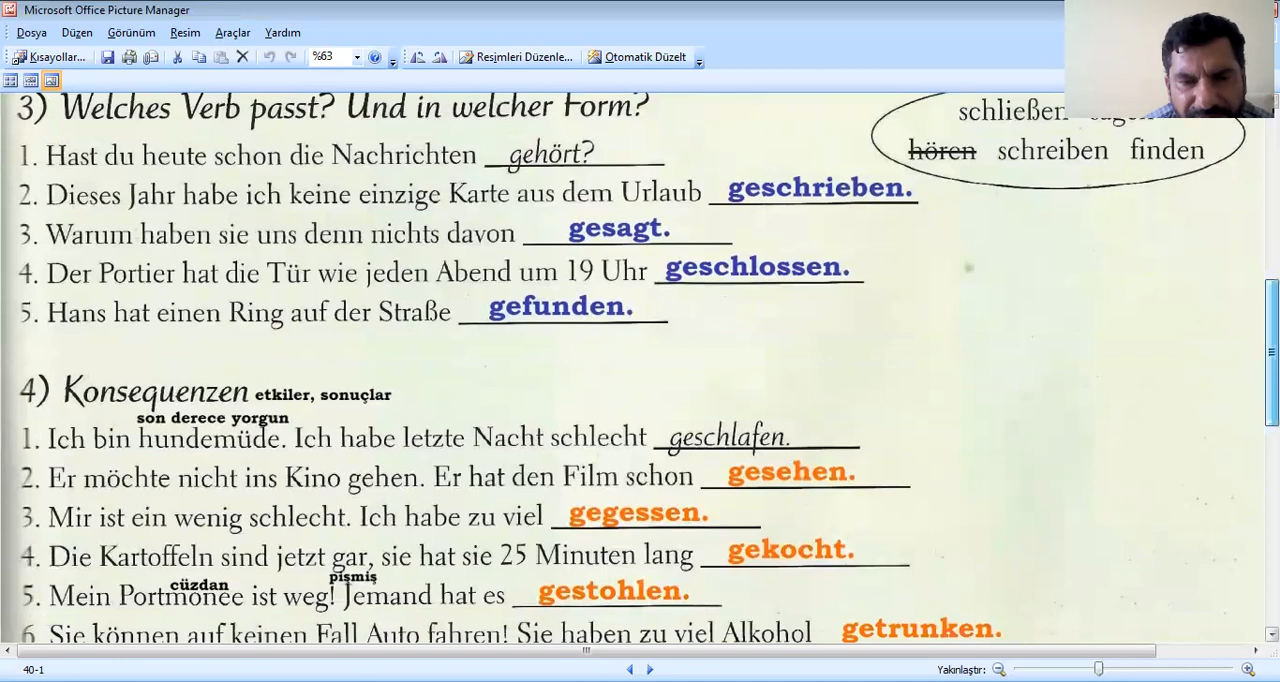 Microsoft Office Picture Manager
Dosya Düzen Görünüm Resim Araçlar Yardım
Kısayollar... %63 Resimleri Düzenle... Otomatik Düzelt
3) Welches Verb passt? Und in welcher Form?
schließen
hören schreiben finden
1. Hast du heute schon die Nachrichten gehört?
2. Dieses Jahr habe ich keine einzige Karte aus dem Urlaub geschrieben.
3. Warum haben sie uns denn nichts davon gesagt.
4. Der Portier hat die Tür wie jeden Abend um 19 Uhr geschlossen.
5. Hans hat einen Ring auf der Straße gefunden.
4) Konsequenzen etkiler, sonuçlar
son derece yorgun
1. Ich bin hundemüde. Ich habe letzte Nacht schlecht geschlafen.
2. Er möchte nicht ins Kino gehen. Er hat den Film schon gesehen.
3. Mir ist ein wenig schlecht. Ich habe zu viel gegessen.
4. Die Kartoffeln sind jetzt gar, sie hat sie 25 Minuten lang gekocht.
cüzdan pişmiş
5. Mein Portmonee ist weg! Jemand hat es gestohlen.
6 Sie können auf keinen Fall Auto fahren! Sie haben zu viel Alkohol getrunken.
40-1 Yakınlaştır: